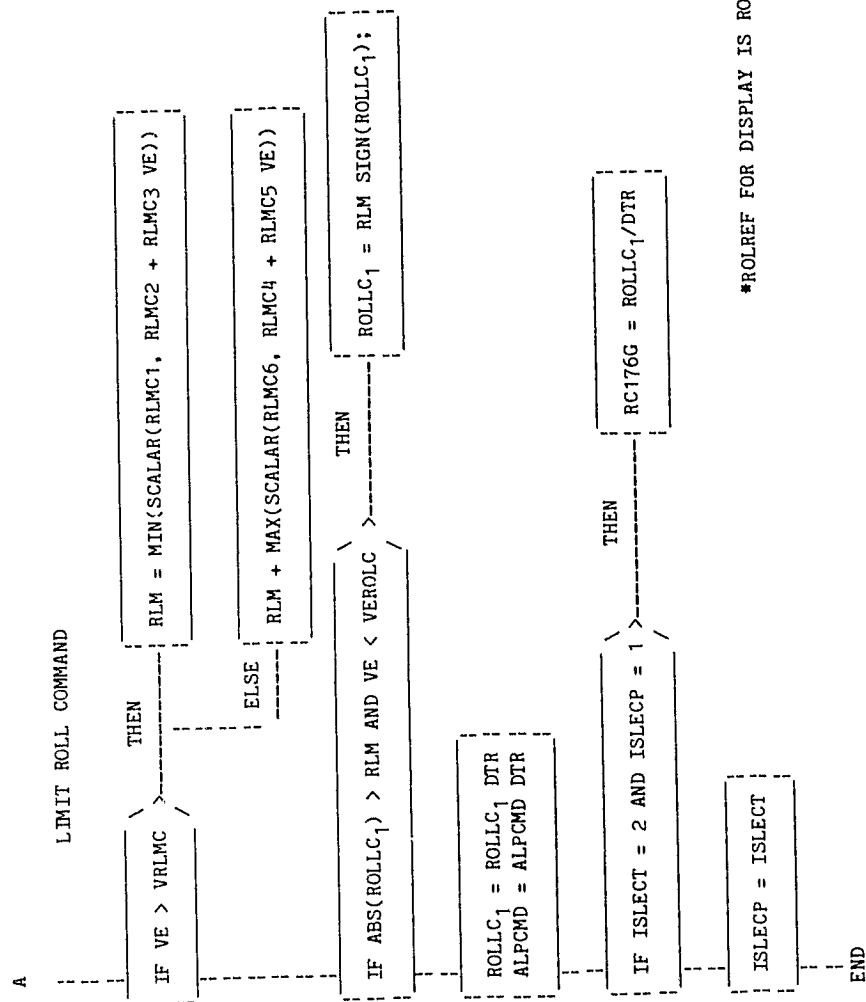 A
LIMIT ROLL COMMAND
IF VE > VRLMC
THEN
RLM = MIN(SCALAR(RLMC1, RLMC2 + RLMC3 VE))
ELSE
RLM + MAX(SCALAR(RLMC6, RLMC4 + RLMC5 VE))
IF ABS(ROLLC1) > RLM AND VE < VEROLC
THEN
ROLLC1 = RLM SIGN(ROLLC1);
ROLLC1 = ROLLC1 DTR
ALPCMD = ALPCMD DTR
IF ISLECT = 2 AND ISLECP = 1
THEN
RC176G = ROLLC1/DTR
ISLECP = ISLECT
END
*ROLREF FOR DISPLAY IS RO